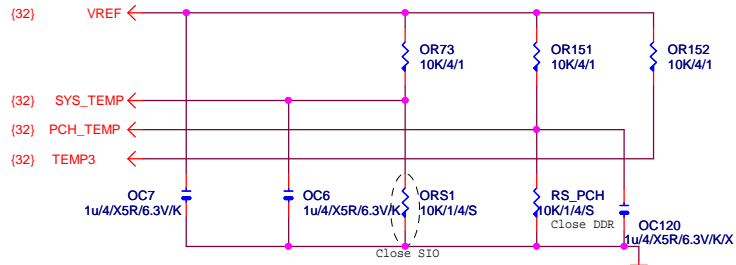 {32} VREF
OR73
10K/4/1
OR151
10K/4/1
OR152
10K/4/1
{32} SYS_TEMP
{32} PCH_TEMP
{32} TEMP3
OC7
1u/4/X5R/6.3V/K
OC6
1u/4/X5R/6.3V/K
ORS1
10K/1/4/S
Close SIO
RS_PCH
10K/1/4/S
Close DDR
OC120
1u/4/X5R/6.3V/K/X